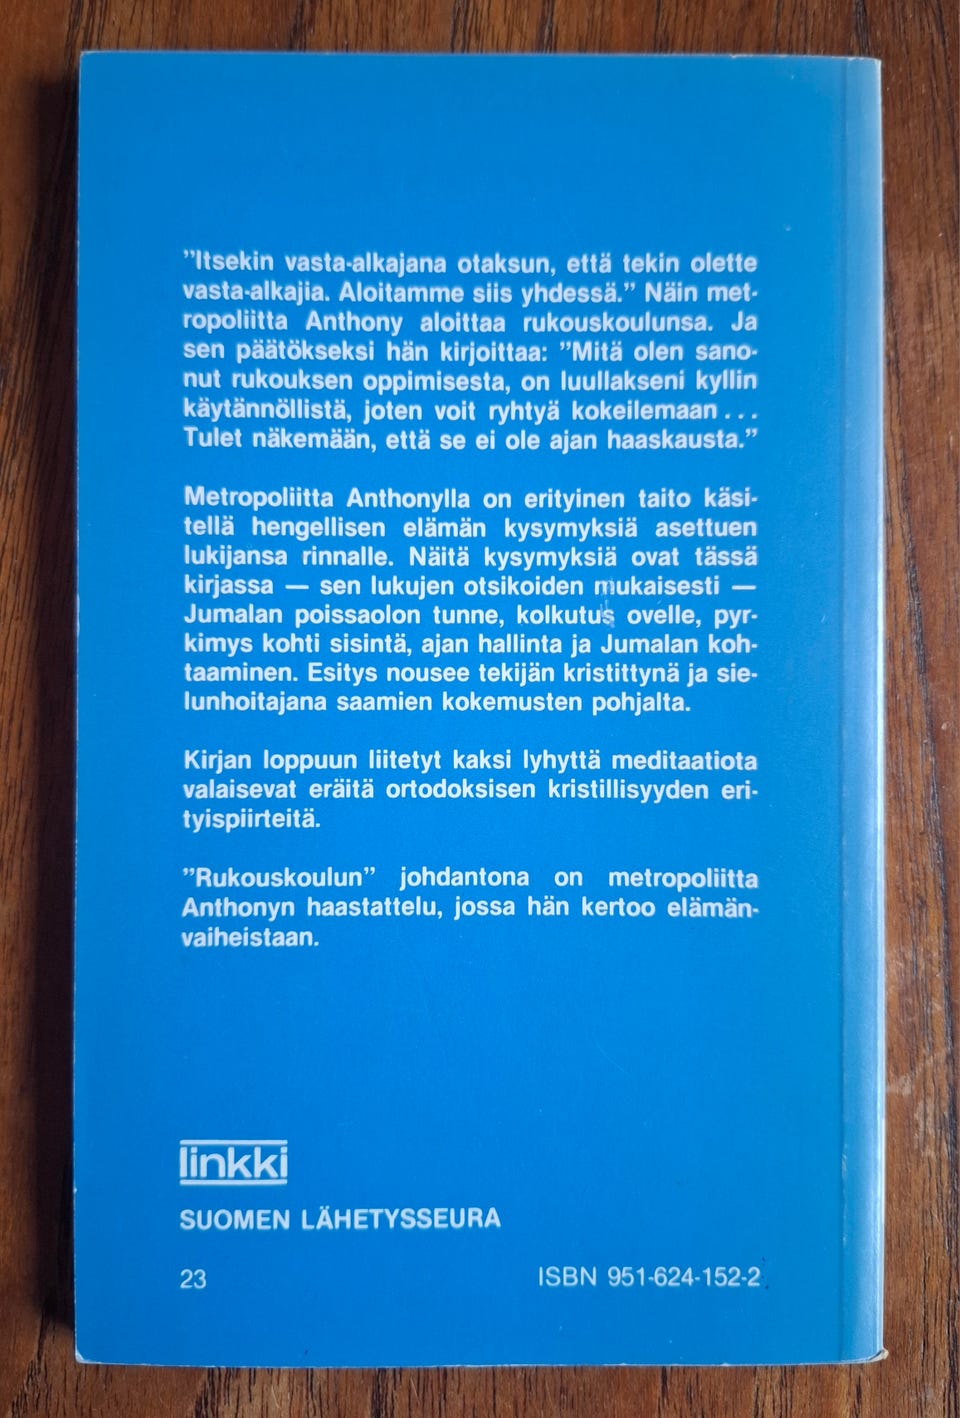 ”Itsekin vasta-alkajana otaksun, että tekin olette
vasta-alkajia. Aloitamme siis yhdessä.” Näin met-
ropoliitta Anthony aloittaa rukouskoulunsa. Ja
sen päätökseksi hän kirjoittaa: ”Mitä olen sano-
nut rukouksen oppimisesta, on luullakseni kyllin
käytännöllistä, joten voit ryhtyä kokeilemaan...
Tulet näkemään, että se ei ole ajan haaskausta.”
Metropoliitta Anthonylla on erityinen taito käsi-
tellä hengellisen elämän kysymyksiä asettuen
lukijansa rinnalle. Näitä kysymyksiä ovat tässä
kirjassa — sen lukujen otsikoiden mukaisesti —
Jumalan poissaolon tunne, kolkutus ovelle, pyr-
kimys kohti sisintä, ajan hallinta ja Jumalan koh-
taaminen. Esitys nousee tekijän kristittynä ja sie-
lunhoitajana saamien kokemusten pohjalta.
Kirjan loppuun liitetyt kaksi lyhyttä meditaatiota
valaisevat eräitä ortodoksisen kristillisyyden eri-
tyispiirteitä.
”Rukouskoulun” johdantona on metropoliitta
Anthonyn haastattelu, jossa hän kertoo elämän-
vaiheistaan.
linkki
SUOMEN LÄHETYSSEURA
23 ISBN 951-624-152-2